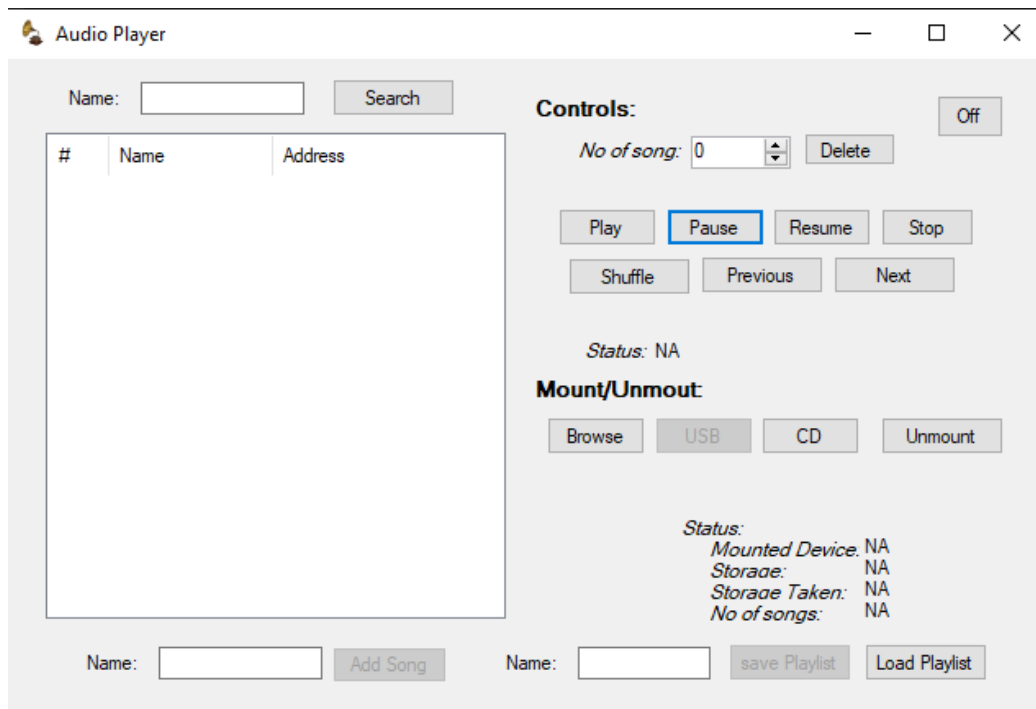 Audio Player
Name: Search
# Name Address
Controls:
Off
No of song: 0 Delete
Play Pause Resume Stop
Shuffle Previous Next
Status: NA
Mount/Unmout:
Browse USB CD Unmount
Status:
Mounted Device: NA
Storage: NA
Storage Taken: NA
No of songs: NA
Name: Add Song
Name: save Playlist Load Playlist